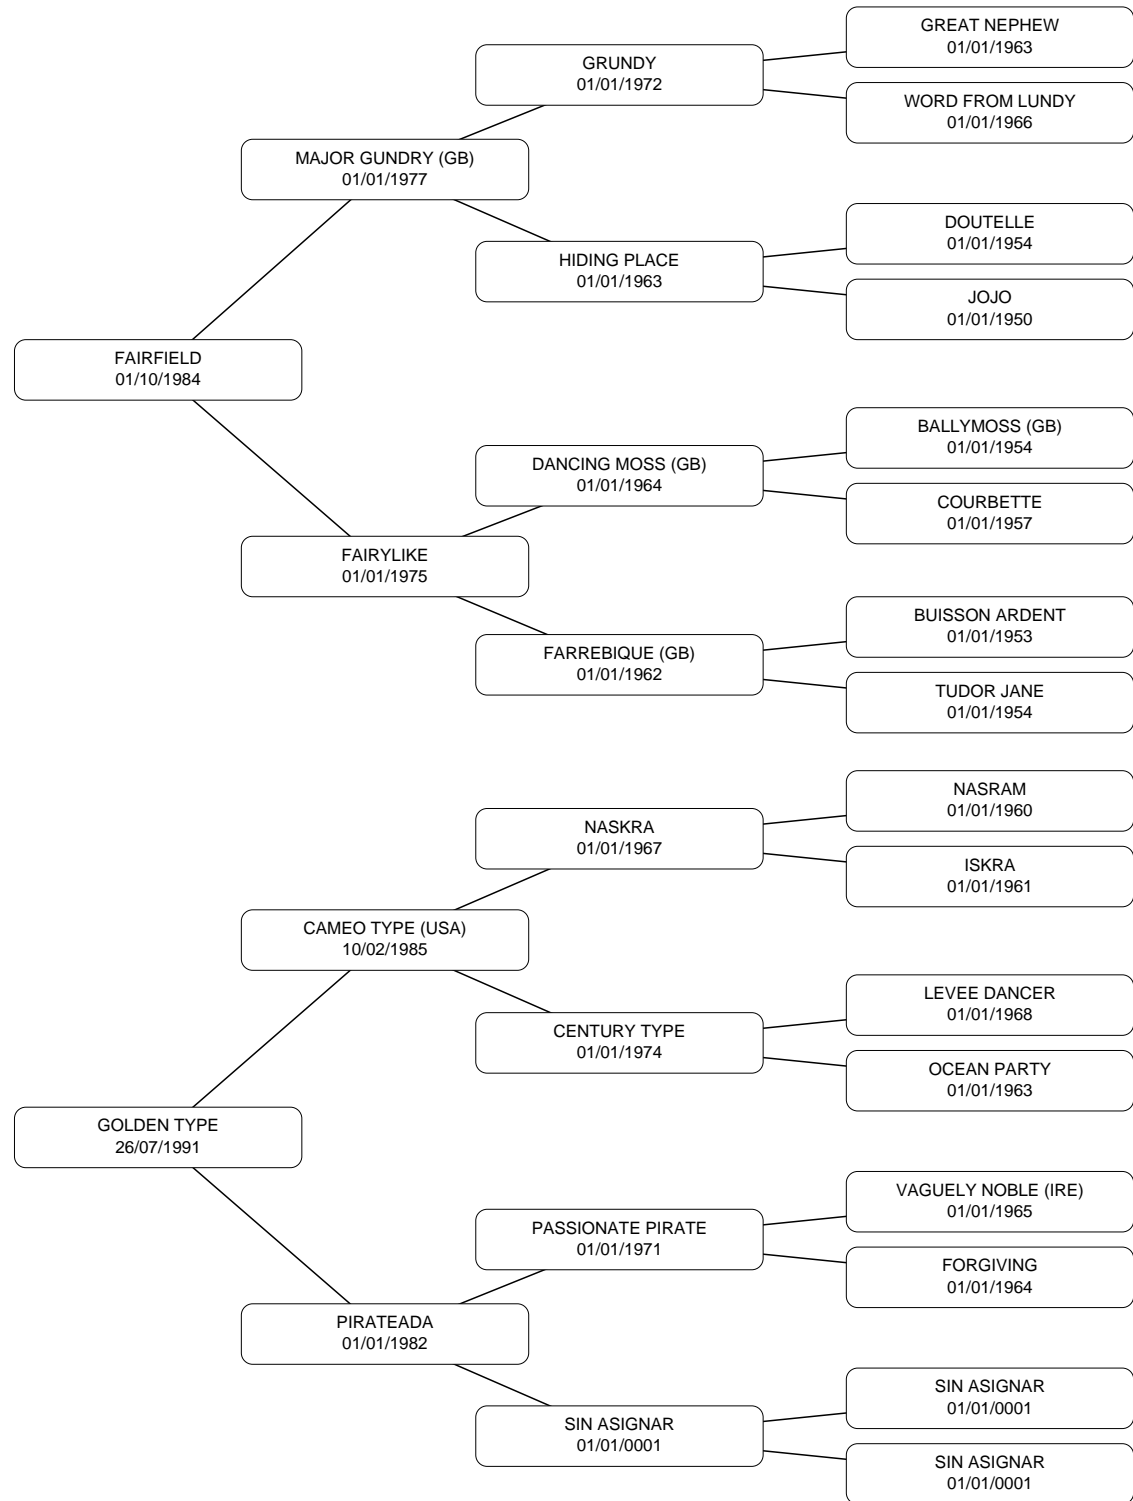 GREAT NEPHEW
01/01/1963
GRUNDY
01/01/1972
WORD FROM LUNDY
01/01/1966
MAJOR GUNDRY (GB)
01/01/1977
DOUTELLE
01/01/1954
HIDING PLACE
01/01/1963
JOJO
01/01/1950
FAIRFIELD
01/10/1984
BALLYMOSS (GB)
01/01/1954
DANCING MOSS (GB)
01/01/1964
COURBETTE
01/01/1957
FAIRYLIKE
01/01/1975
BUISSON ARDENT
01/01/1953
FARREBIQUE (GB)
01/01/1962
TUDOR JANE
01/01/1954
NASRAM
01/01/1960
NASKRA
01/01/1967
ISKRA
01/01/1961
CAMEO TYPE (USA)
10/02/1985
LEVEE DANCER
01/01/1968
CENTURY TYPE
01/01/1974
OCEAN PARTY
01/01/1963
GOLDEN TYPE
26/07/1991
VAGUELY NOBLE (IRE)
01/01/1965
PASSIONATE PIRATE
01/01/1971
FORGIVING
01/01/1964
PIRATEADA
01/01/1982
SIN ASIGNAR
01/01/0001
SIN ASIGNAR
01/01/0001
SIN ASIGNAR
01/01/0001